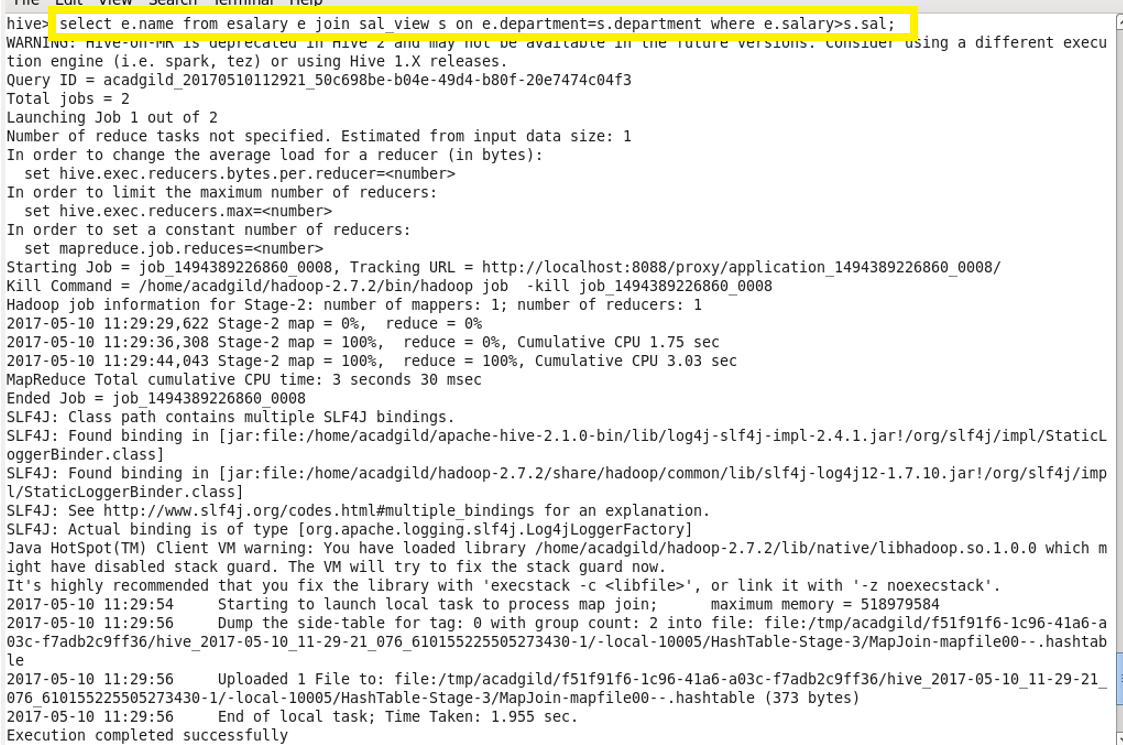 File Edit View Search Terminal Help
hive> select e.name from esalary e join sal_view s on e.department=s.department where e.salary>s.sal;
WARNING: Hive-on-MR is deprecated in Hive 2 and may not be available in the future versions. Consider using a different execu
tion engine (i.e. spark, tez) or using Hive 1.X releases.
Query ID = acadgild_20170510112921_50c698be-b04e-49d4-b80f-20e7474c04f3
Total jobs = 2
Launching Job 1 out of 2
Number of reduce tasks not specified. Estimated from input data size: 1
In order to change the average load for a reducer (in bytes):
  set hive.exec.reducers.bytes.per.reducer=<number>
In order to limit the maximum number of reducers:
  set hive.exec.reducers.max=<number>
In order to set a constant number of reducers:
  set mapreduce.job.reduces=<number>
Starting Job = job_1494389226860_0008, Tracking URL = http://localhost:8088/proxy/application_1494389226860_0008/
Kill Command = /home/acadgild/hadoop-2.7.2/bin/hadoop job  -kill job_1494389226860_0008
Hadoop job information for Stage-2: number of mappers: 1; number of reducers: 1
2017-05-10 11:29:29,622 Stage-2 map = 0%,  reduce = 0%
2017-05-10 11:29:36,308 Stage-2 map = 100%,  reduce = 0%, Cumulative CPU 1.75 sec
2017-05-10 11:29:44,043 Stage-2 map = 100%,  reduce = 100%, Cumulative CPU 3.03 sec
MapReduce Total cumulative CPU time: 3 seconds 30 msec
Ended Job = job_1494389226860_0008
SLF4J: Class path contains multiple SLF4J bindings.
SLF4J: Found binding in [jar:file:/home/acadgild/apache-hive-2.1.0-bin/lib/log4j-slf4j-impl-2.4.1.jar!/org/slf4j/impl/StaticL
oggerBinder.class]
SLF4J: Found binding in [jar:file:/home/acadgild/hadoop-2.7.2/share/hadoop/common/lib/slf4j-log4j12-1.7.10.jar!/org/slf4j/imp
l/StaticLoggerBinder.class]
SLF4J: See http://www.slf4j.org/codes.html#multiple_bindings for an explanation.
SLF4J: Actual binding is of type [org.apache.logging.slf4j.Log4jLoggerFactory]
Java HotSpot(TM) Client VM warning: You have loaded library /home/acadgild/hadoop-2.7.2/lib/native/libhadoop.so.1.0.0 which m
ight have disabled stack guard. The VM will try to fix the stack guard now.
It's highly recommended that you fix the library with 'execstack -c <libfile>', or link it with '-z noexecstack'.
2017-05-10 11:29:54     Starting to launch local task to process map join;      maximum memory = 518979584
2017-05-10 11:29:56     Dump the side-table for tag: 0 with group count: 2 into file: file:/tmp/acadgild/f51f91f6-1c96-41a6-a
03c-f7adb2c9ff36/hive_2017-05-10_11-29-21_076_6101552255052​73430-1/-local-10005/HashTable-Stage-3/MapJoin-mapfile00--.hashtab
le
2017-05-10 11:29:56     Uploaded 1 File to: file:/tmp/acadgild/f51f91f6-1c96-41a6-a03c-f7adb2c9ff36/hive_2017-05-10_11-29-21_
076_610155225505273430-1/-local-10005/HashTable-Stage-3/MapJoin-mapfile00--.hashtable (373 bytes)
2017-05-10 11:29:56     End of local task; Time Taken: 1.955 sec.
Execution completed successfully